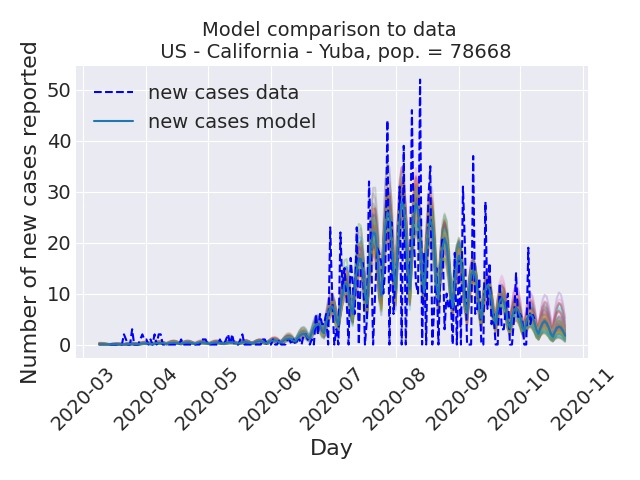 Model comparison to data
US - California - Yuba, pop. = 78668
Number of new cases reported
50
40
30
20
10
0
new cases data
new cases model
2020-03
2020-04
2020-05
2020-06
2020-07
2020-08
2020-09
2020-10
2020-11
Day